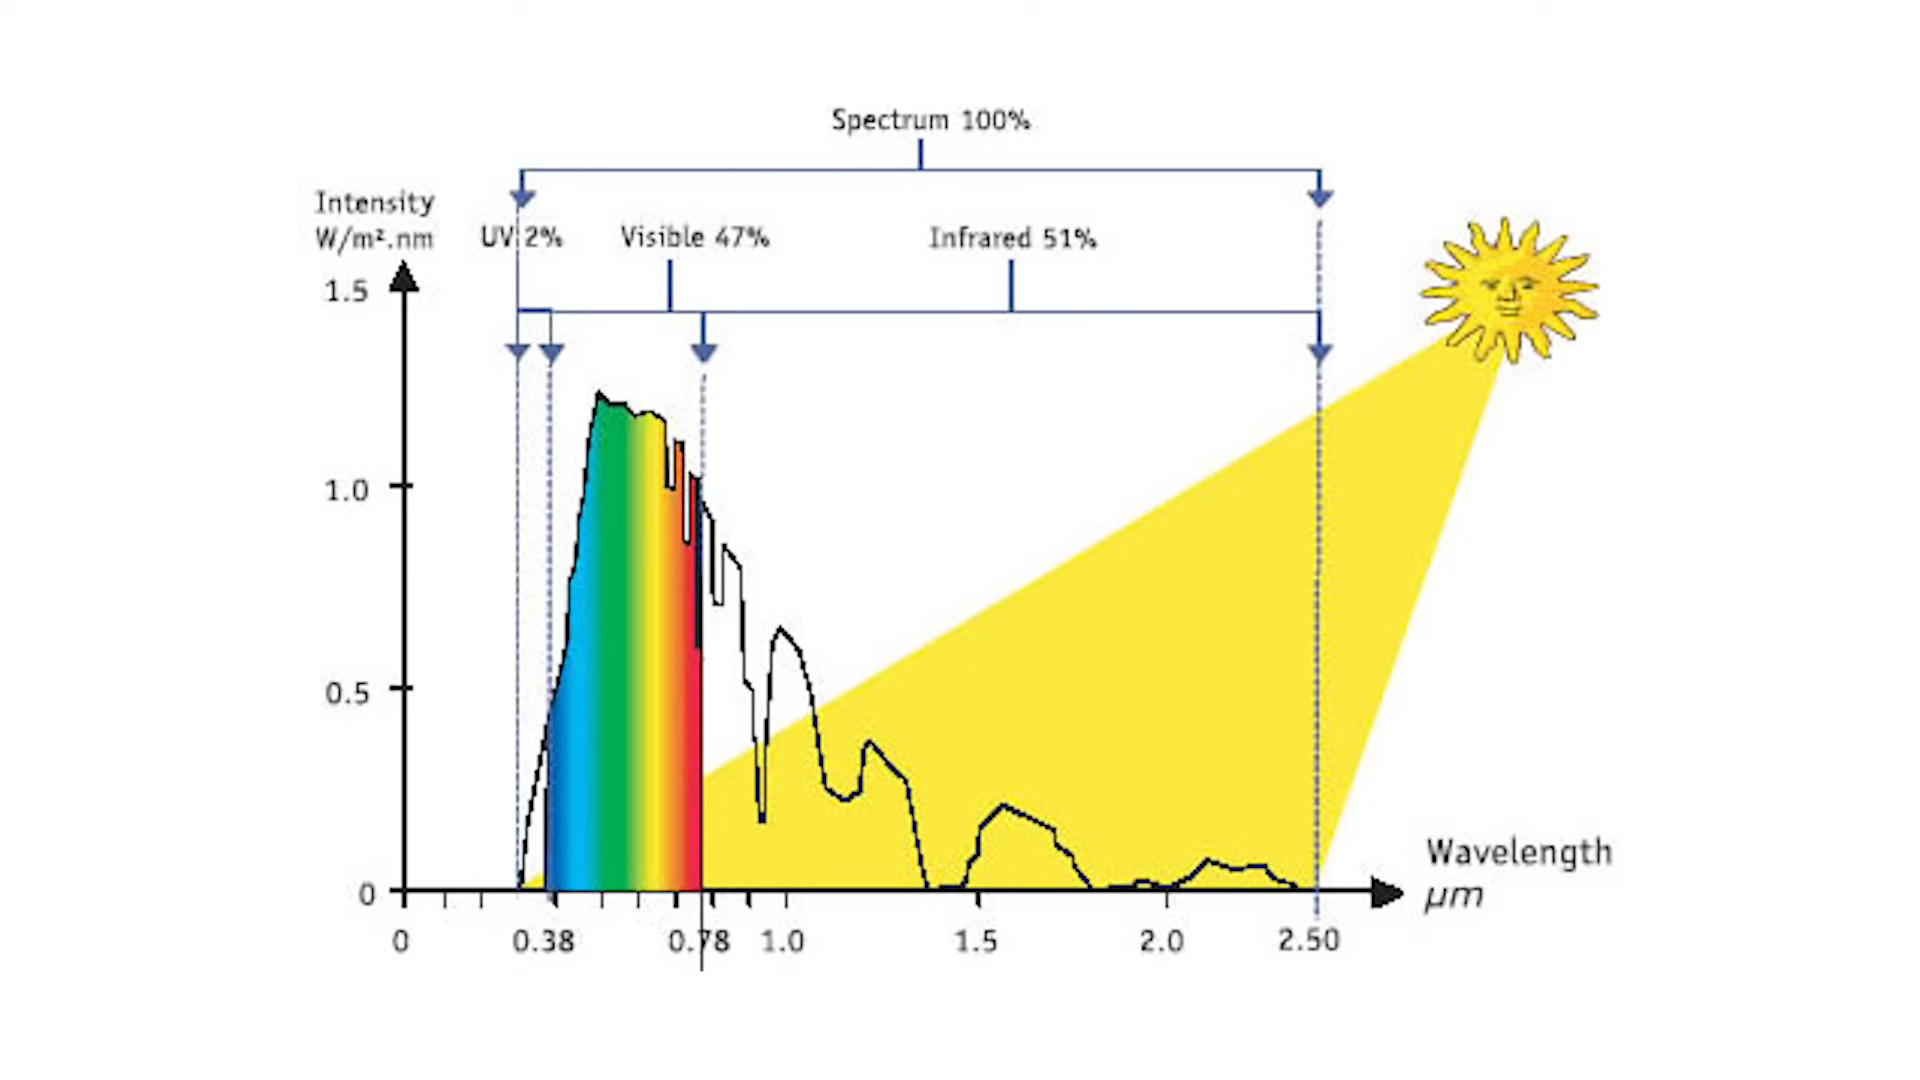 Spectrum 100%
Intensity
W/m².nm
UV 2%
Visible 47%
Infrared 51%
1.5
1.0
0.5
0
Wavelength
µm
0
0.38
0.78
1.0
1.5
2.0
2.50